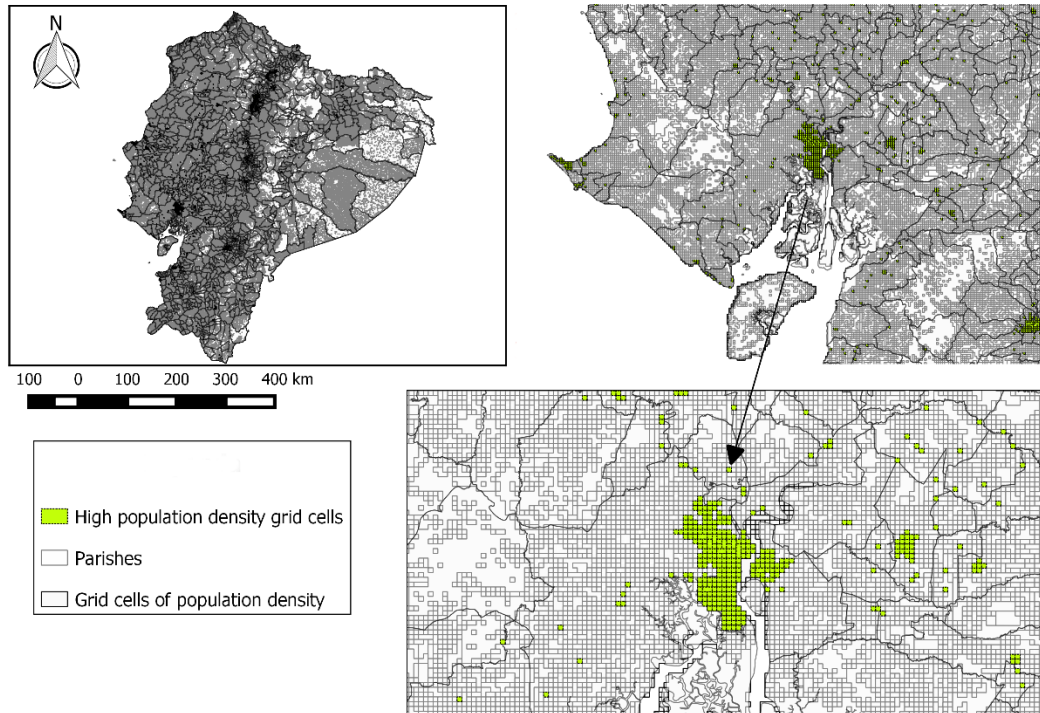 N
100 0 100 200 300 400 km
High population density grid cells
Parishes
Grid cells of population density